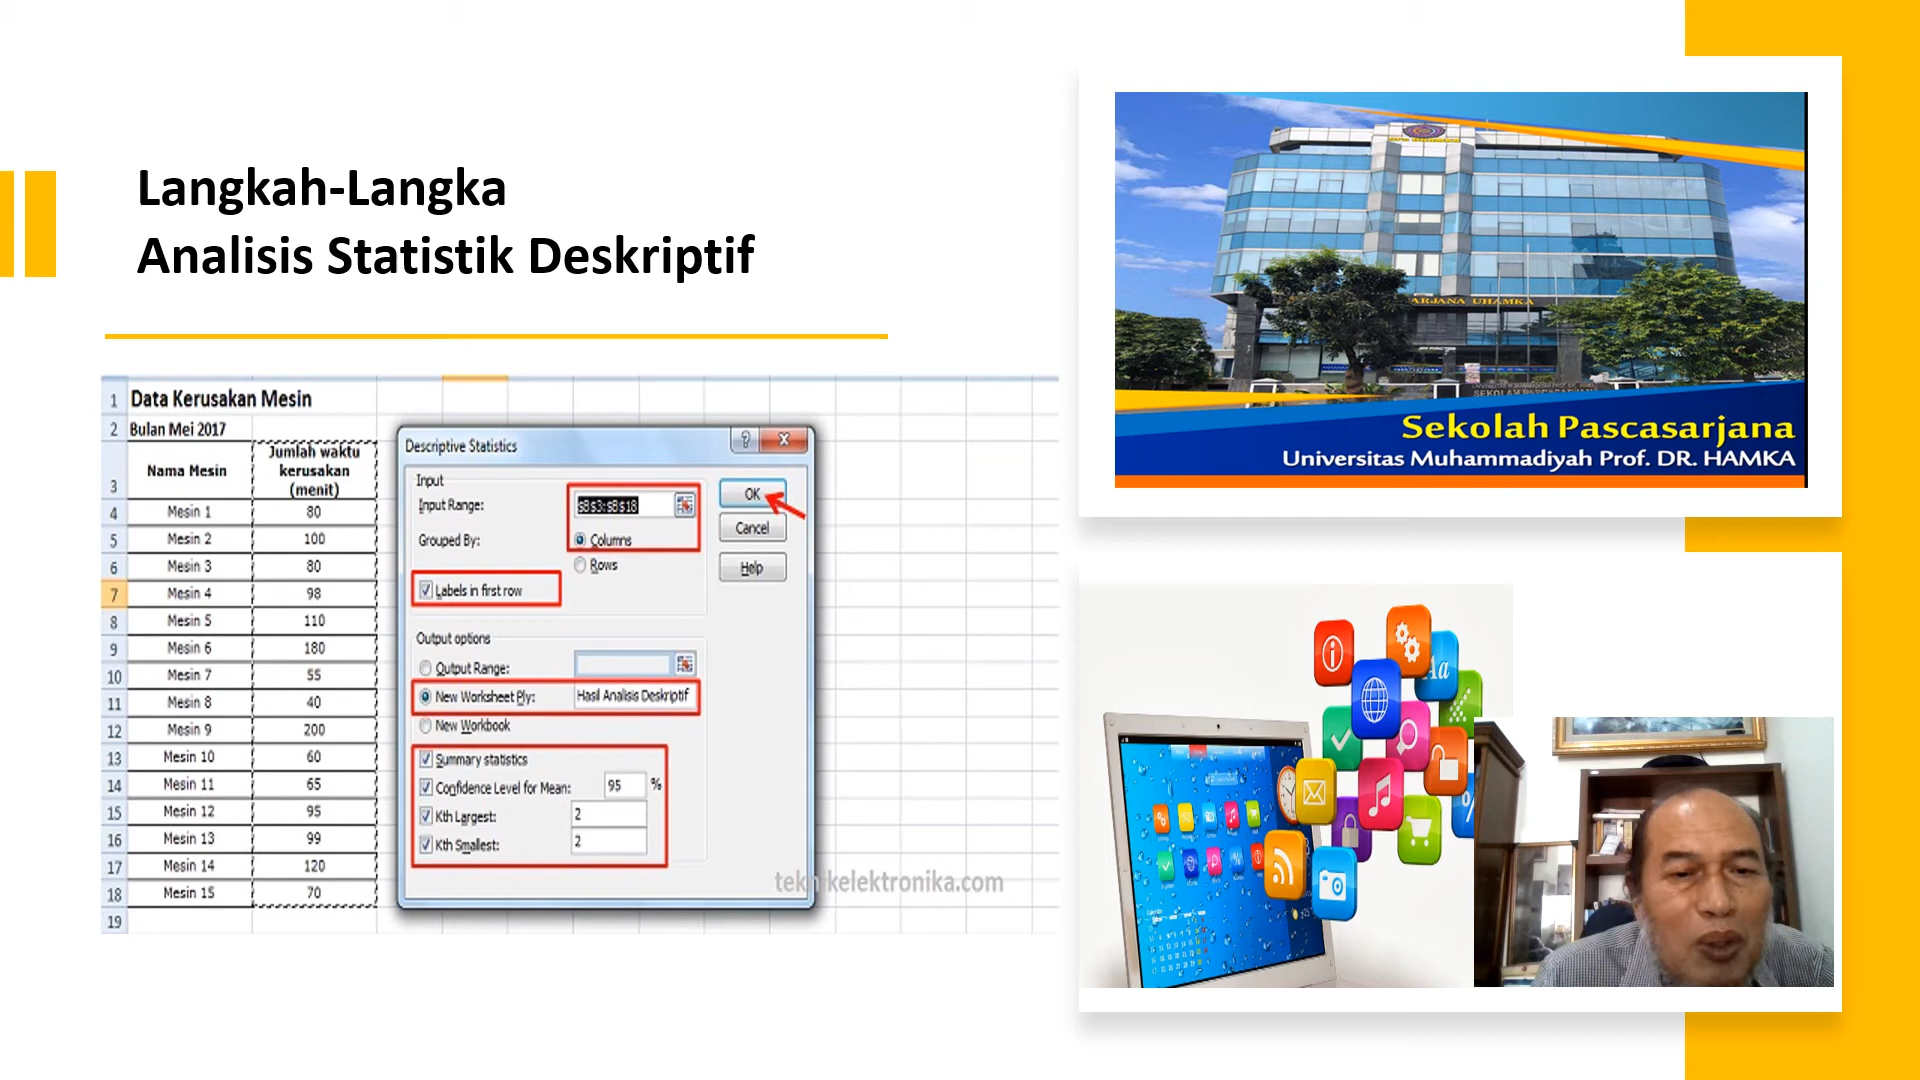 Langkah-Langka
Analisis Statistik Deskriptif
1 Data Kerusakan Mesin
2 Bulan Mei 2017
3 Nama Mesin Jumlah waktu kerusakan (menit)
4 Mesin 1 80
5 Mesin 2 100
6 Mesin 3 80
7 Mesin 4 98
8 Mesin 5 110
9 Mesin 6 180
10 Mesin 7 55
11 Mesin 8 40
12 Mesin 9 200
13 Mesin 10 60
14 Mesin 11 65
15 Mesin 12 95
16 Mesin 13 99
17 Mesin 14 120
18 Mesin 15 70
19
Descriptive Statistics
?
Input
Input Range: $B$3:$B$18
Grouped By: Columns
Rows
Labels in first row
OK
Cancel
Help
Output options
Output Range:
New Worksheet Ply: Hasil Analisis Deskriptif
New Workbook
Summary statistics
Confidence Level for Mean: 95 %
Kth Largest: 2
Kth Smallest: 2
teknikelektronika.com
ARJANA UHAMKA
Sekolah Pascasarjana
Universitas Muhammadiyah Prof. DR. HAMKA
Aa
%